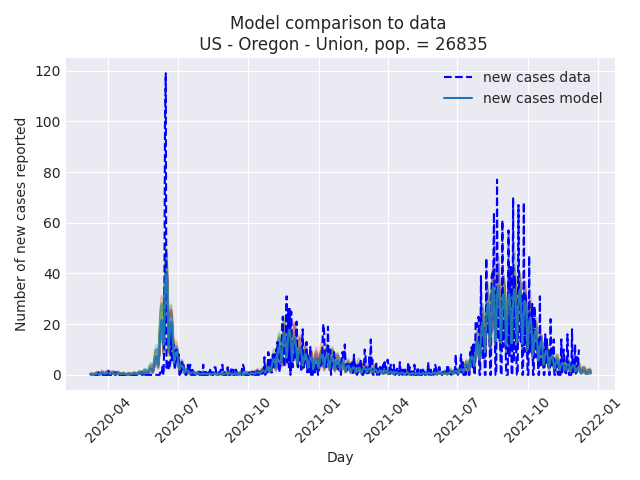 Model comparison to data
US - Oregon - Union, pop. = 26835
new cases data
new cases model
Number of new cases reported
120
100
80
60
40
20
0
2020-04
2020-07
2020-10
2021-01
2021-04
2021-07
2021-10
2022-01
Day